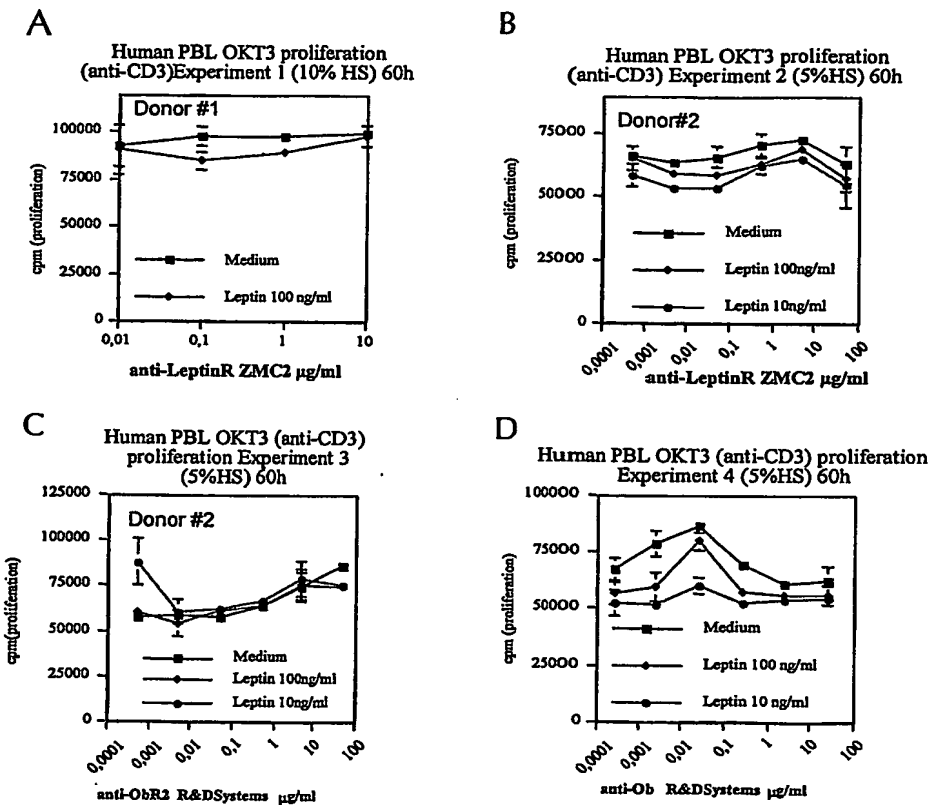 A
Human PBL OKT3 proliferation
(anti-CD3)Experiment 1 (10% HS) 60h
Donor #1
100000
75000
50000
25000
0
cpm (proliferation)
Medium
Leptin 100 ng/ml
0,01
0,1
1
10
anti-LeptinR ZMC2 µg/ml
B
Human PBL OKT3 proliferation
(anti-CD3) Experiment 2 (5%HS) 60h
Donor#2
75000
50000
25000
0
cpm (proliferation)
Medium
Leptin 100ng/ml
Leptin 10ng/ml
0,0001
0,001
0,01
0,1
1
10
100
anti-LeptinR ZMC2 µg/ml
C
Human PBL OKT3 (anti-CD3)
proliferation Experiment 3
(5%HS) 60h
Donor #2
125000
100000
75000
50000
25000
0
cpm(proliferation)
Medium
Leptin 100ng/ml
Leptin 10ng/ml
0,0001
0,001
0,01
0,1
1
10
100
anti-ObR2 R&DSystems µg/ml
D
Human PBL OKT3 (anti-CD3) proliferation
Experiment 4 (5%HS) 60h
100000
75000
50000
25000
0
cpm (proliferation)
Medium
Leptin 100 ng/ml
Leptin 10 ng/ml
0,0001
0,001
0,01
0,1
1
10
100
anti-Ob R&DSystems µg/ml